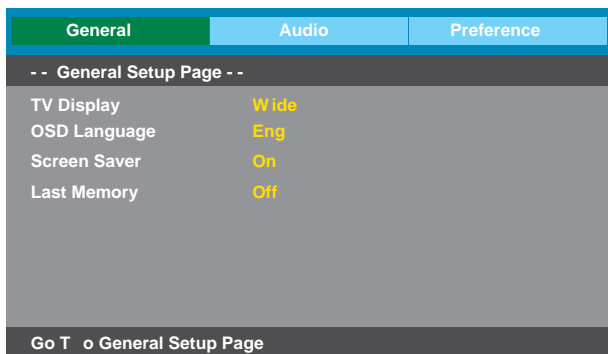 General Audio Preference
- - General Setup Page - -
TV Display Wide
OSD Language Eng
Screen Saver On
Last Memory Off
Go To General Setup Page